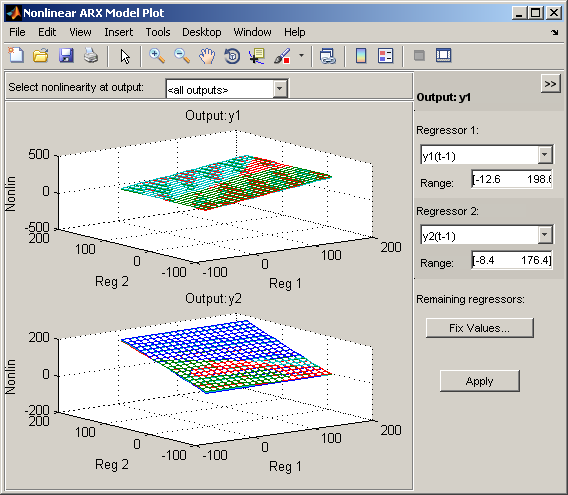 Nonlinear ARX Model Plot
File Edit View Insert Tools Desktop Window Help
Select nonlinearity at output: <all outputs>
>>
Output: y1
Output:y1
500
0
-500
Nonlin
200
100
0
-100
Reg 2
-100
0
100
200
Reg 1
Output:y2
200
0
-200
Nonlin
200
100
0
-100
Reg 2
-100
0
100
200
Reg 1
Regressor 1:
y1(t-1)
Range: [-12.6 198.6
Regressor 2:
y2(t-1)
Range: [-8.4 176.4]
Remaining regressors:
Fix Values...
Apply